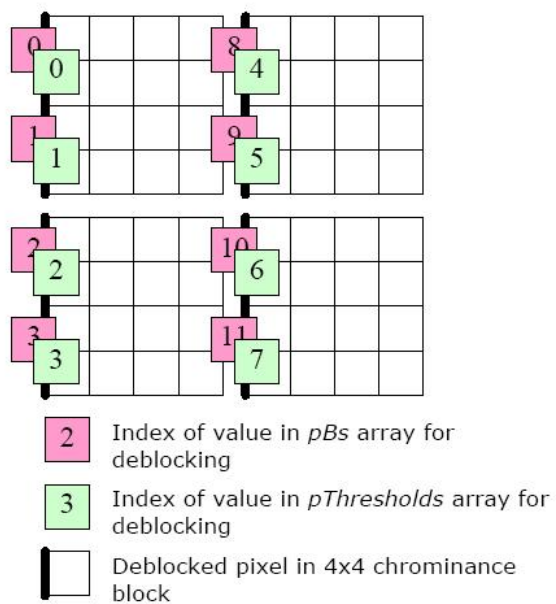 0 8
0 4
1 9
1 5
2 10
2 6
3 11
3 7
2 Index of value in pBs array for
deblocking
3 Index of value in pThresholds array for
deblocking
Deblocked pixel in 4x4 chrominance
block